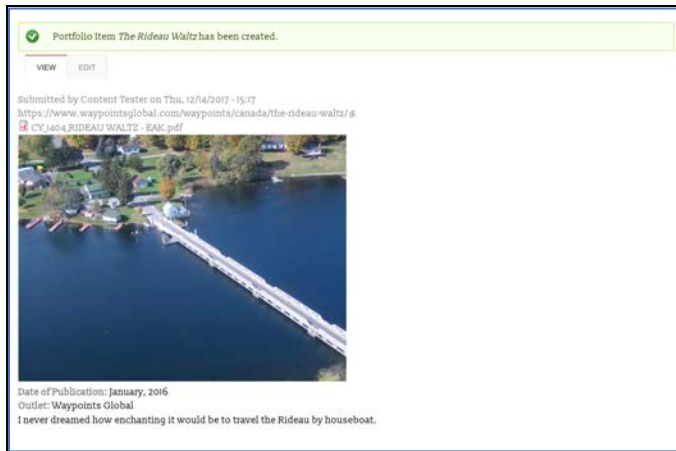 Portfolio Item The Rideau Waltz has been created.
VIEW EDIT
Submitted by Content Tester on Thu, 12/14/2017 - 15:17
https://www.waypointsglobal.com/waypoints/canada/the-rideau-waltz/
CY_1404_RIDEAU WALTZ - EAK.pdf
Date of Publication: January, 2016
Outlet: Waypoints Global
I never dreamed how enchanting it would be to travel the Rideau by houseboat.